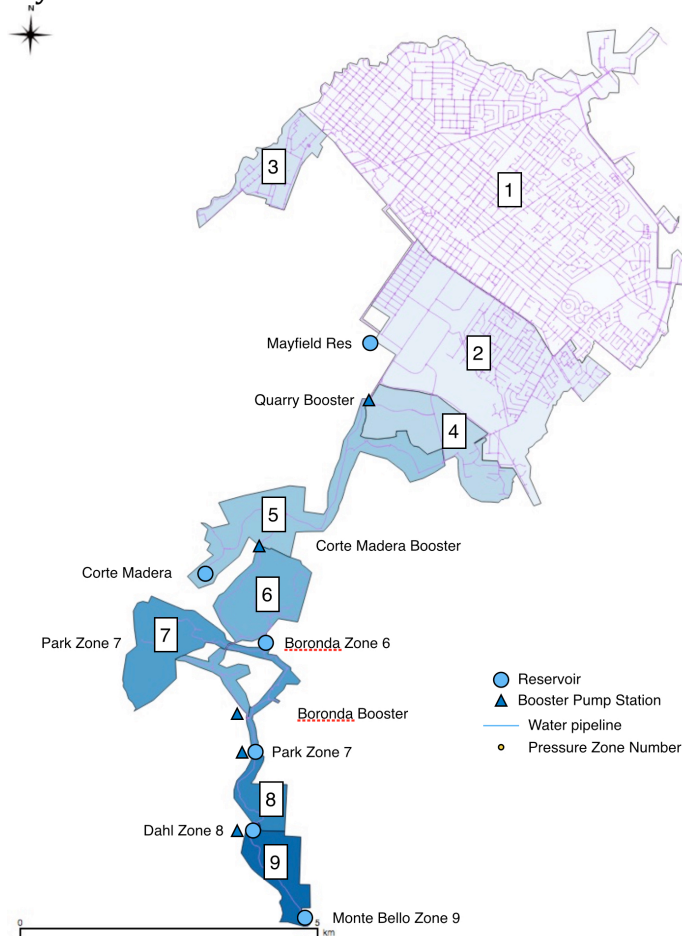 N
3
1
Mayfield Res
2
Quarry Booster
4
5
Corte Madera Booster
Corte Madera
6
7
Park Zone 7
Boronda Zone 6
Reservoir
Booster Pump Station
Boronda Booster
Water pipeline
Pressure Zone Number
Park Zone 7
8
Dahl Zone 8
9
Monte Bello Zone 9
0
5
km